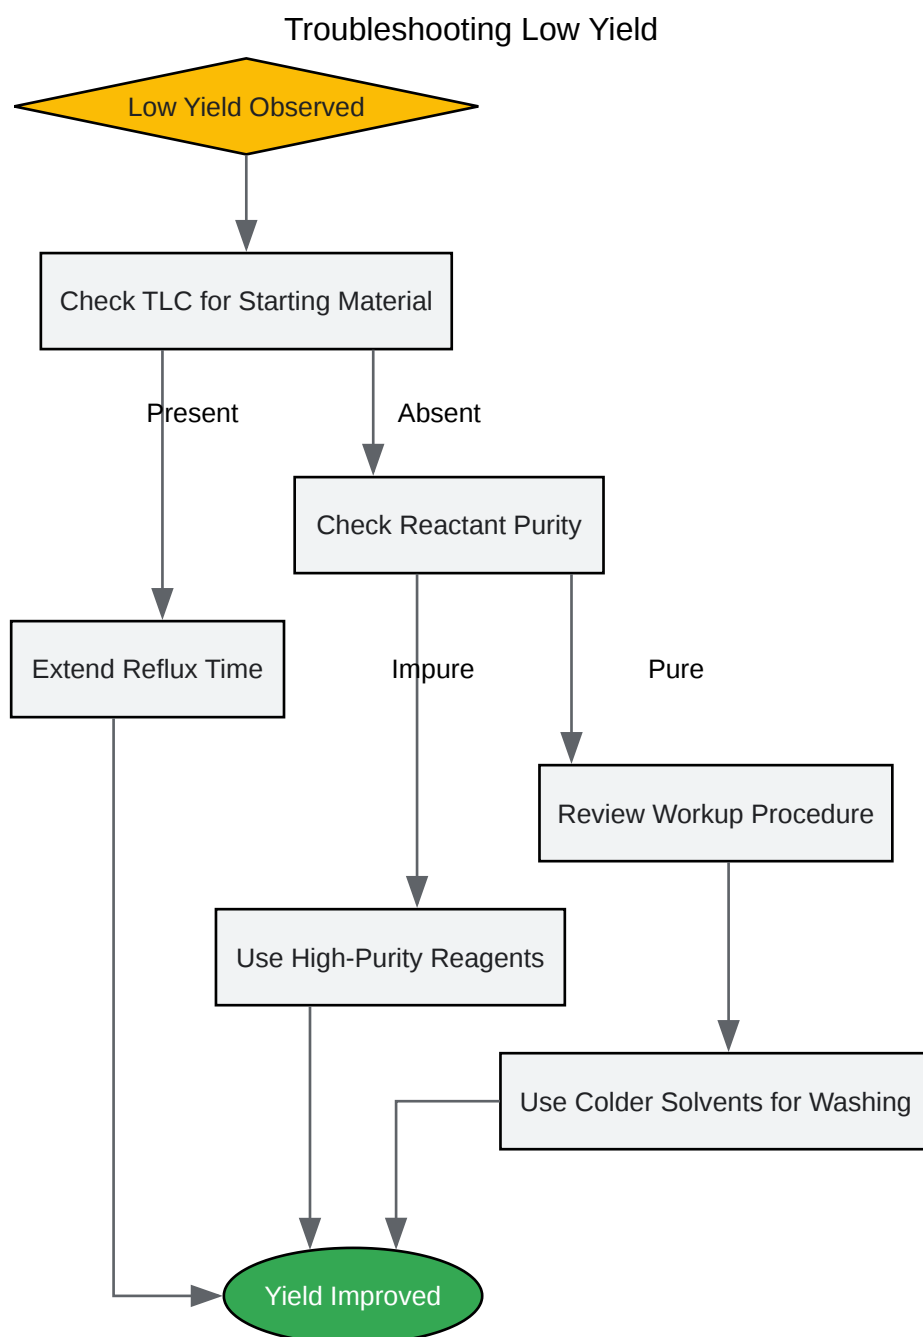 Troubleshooting Low Yield
Low Yield Observed
Check TLC for Starting Material
Present
Absent
Check Reactant Purity
Extend Reflux Time
Impure
Pure
Review Workup Procedure
Use High-Purity Reagents
Use Colder Solvents for Washing
Yield Improved